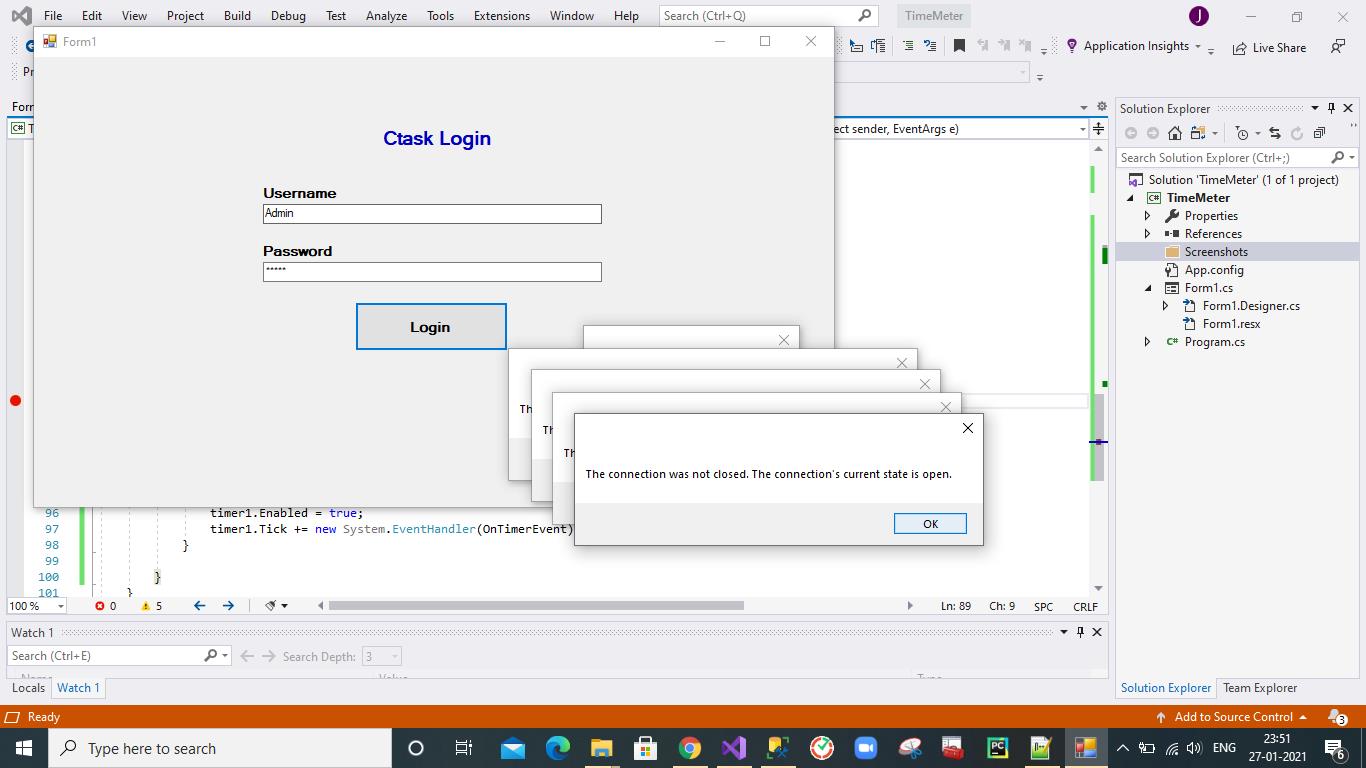 File Edit View Project Build Debug Test Analyze Tools Extensions Window Help Search (Ctrl+Q) TimeMeter J
Form1
Application Insights Live Share
Pr
Form
C# T
ect sender, EventArgs e)
Ctask Login
Username
Admin
Password
*****
Login
Th
Th
Th
The connection was not closed. The connection's current state is open.
OK
96 timer1.Enabled = true;
97 timer1.Tick += new System.EventHandler(OnTimerEvent)
98 }
99
100 }
101 }
100 % 0 5 Ln: 89 Ch: 9 SPC CRLF
Watch 1
Search (Ctrl+E) Search Depth: 3
Name Value Type
Locals Watch 1
Solution Explorer
Search Solution Explorer (Ctrl+;)
Solution 'TimeMeter' (1 of 1 project)
C# TimeMeter
Properties
References
Screenshots
App.config
Form1.cs
Form1.Designer.cs
Form1.resx
C# Program.cs
Solution Explorer Team Explorer
Ready Add to Source Control 3
Type here to search
PC
ENG
23:51
27-01-2021
6